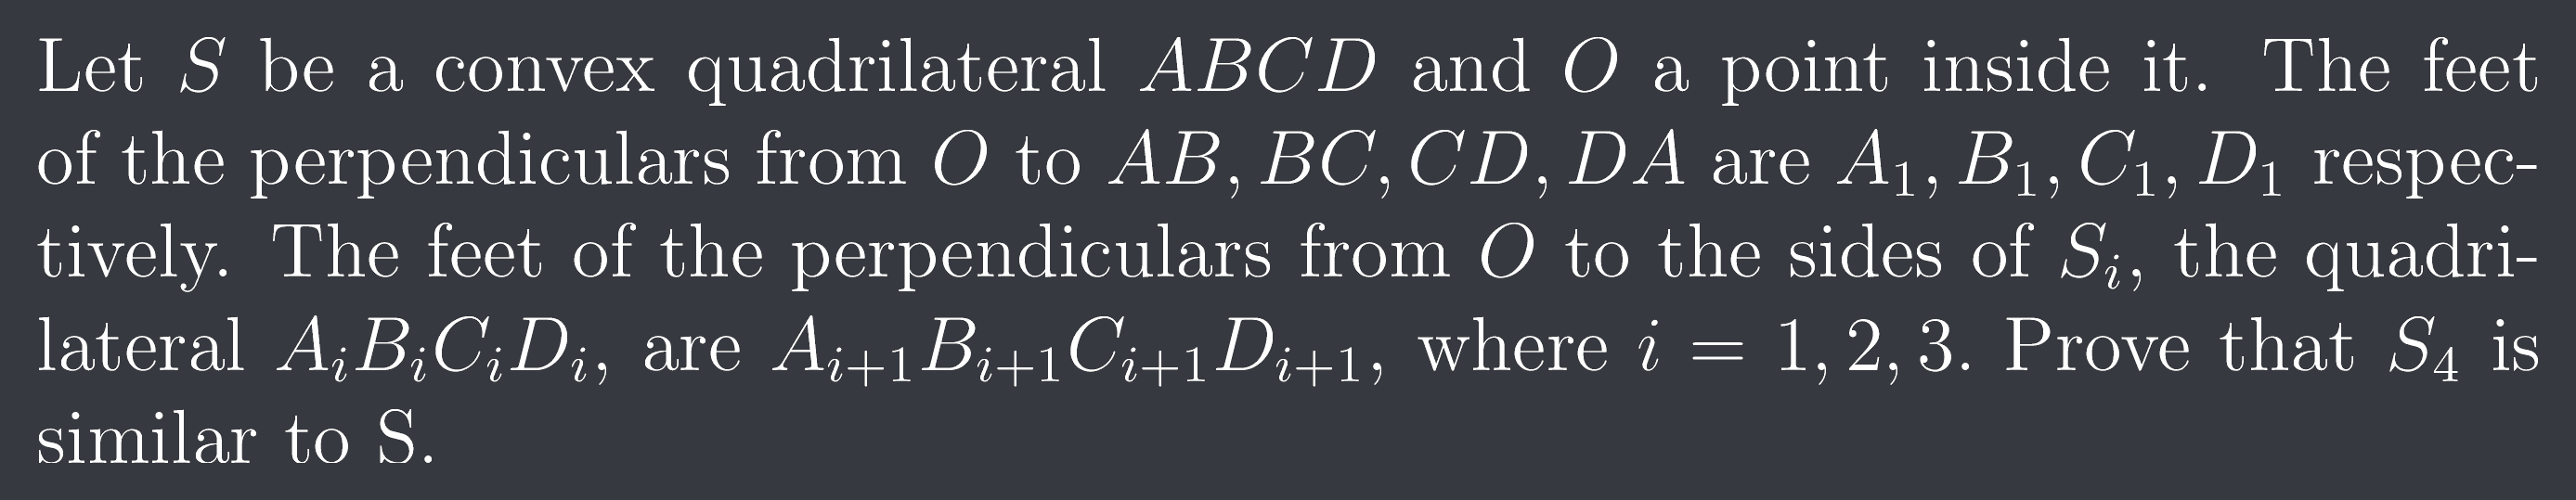 Let S be a convex quadrilateral ABCD and O a point inside it. The feet
of the perpendiculars from O to AB, BC, CD, DA are A₁, B₁, C₁, D₁ respec-
tively. The feet of the perpendiculars from O to the sides of Sᵢ, the quadri-
lateral AᵢBᵢCᵢDᵢ, are Aᵢ₊₁Bᵢ₊₁Cᵢ₊₁Dᵢ₊₁, where i = 1, 2, 3. Prove that S₄ is
similar to S.